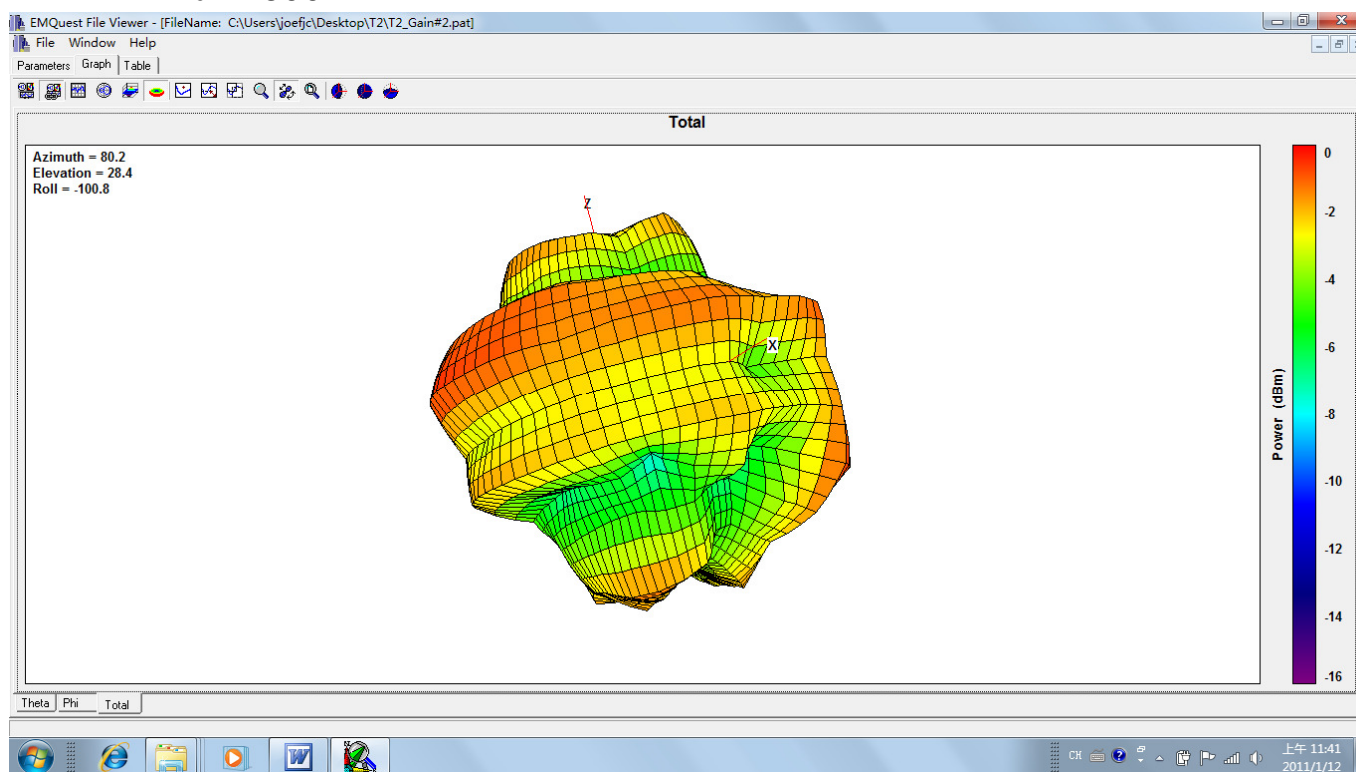 EMQuest File Viewer - [FileName: C:\Users\joefjc\Desktop\T2\T2_Gain#2.pat]
File Window Help
Parameters Graph Table
Total
Azimuth = 80.2
Elevation = 28.4
Roll = -100.8
Z
X
0
-2
-4
-6
-8
-10
-12
-14
-16
Power (dBm)
Theta Phi Total
CH
上午 11:41
2011/1/12